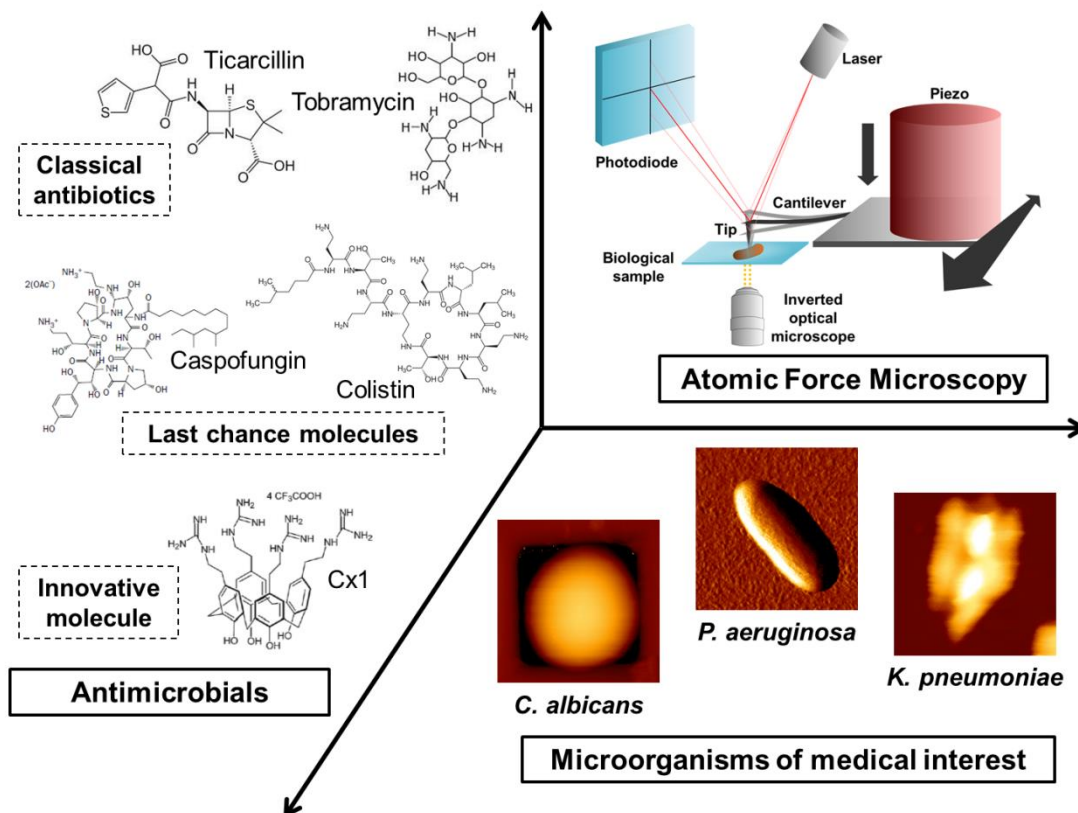 Ticarcillin
Tobramycin
Classical
antibiotics
2(OAc⁻)
Caspofungin
Colistin
Last chance molecules
4 CF₃COOH
Cx1
Innovative
molecule
Antimicrobials
Laser
Piezo
Photodiode
Cantilever
Tip
Biological
sample
Inverted
optical
microscope
Atomic Force Microscopy
C. albicans
P. aeruginosa
K. pneumoniae
Microorganisms of medical interest